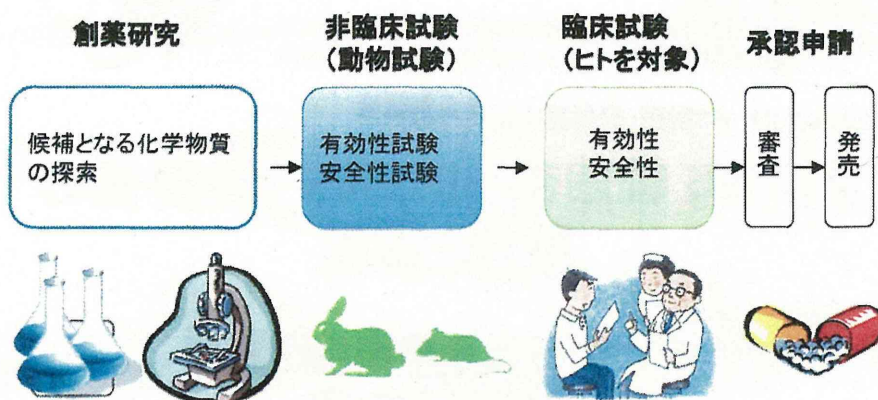 創薬研究
非臨床試験
(動物試験)
臨床試験
(ヒトを対象)
承認申請
候補となる化学物質
の探索
有効性試験
安全性試験
有効性
安全性
審査
発売